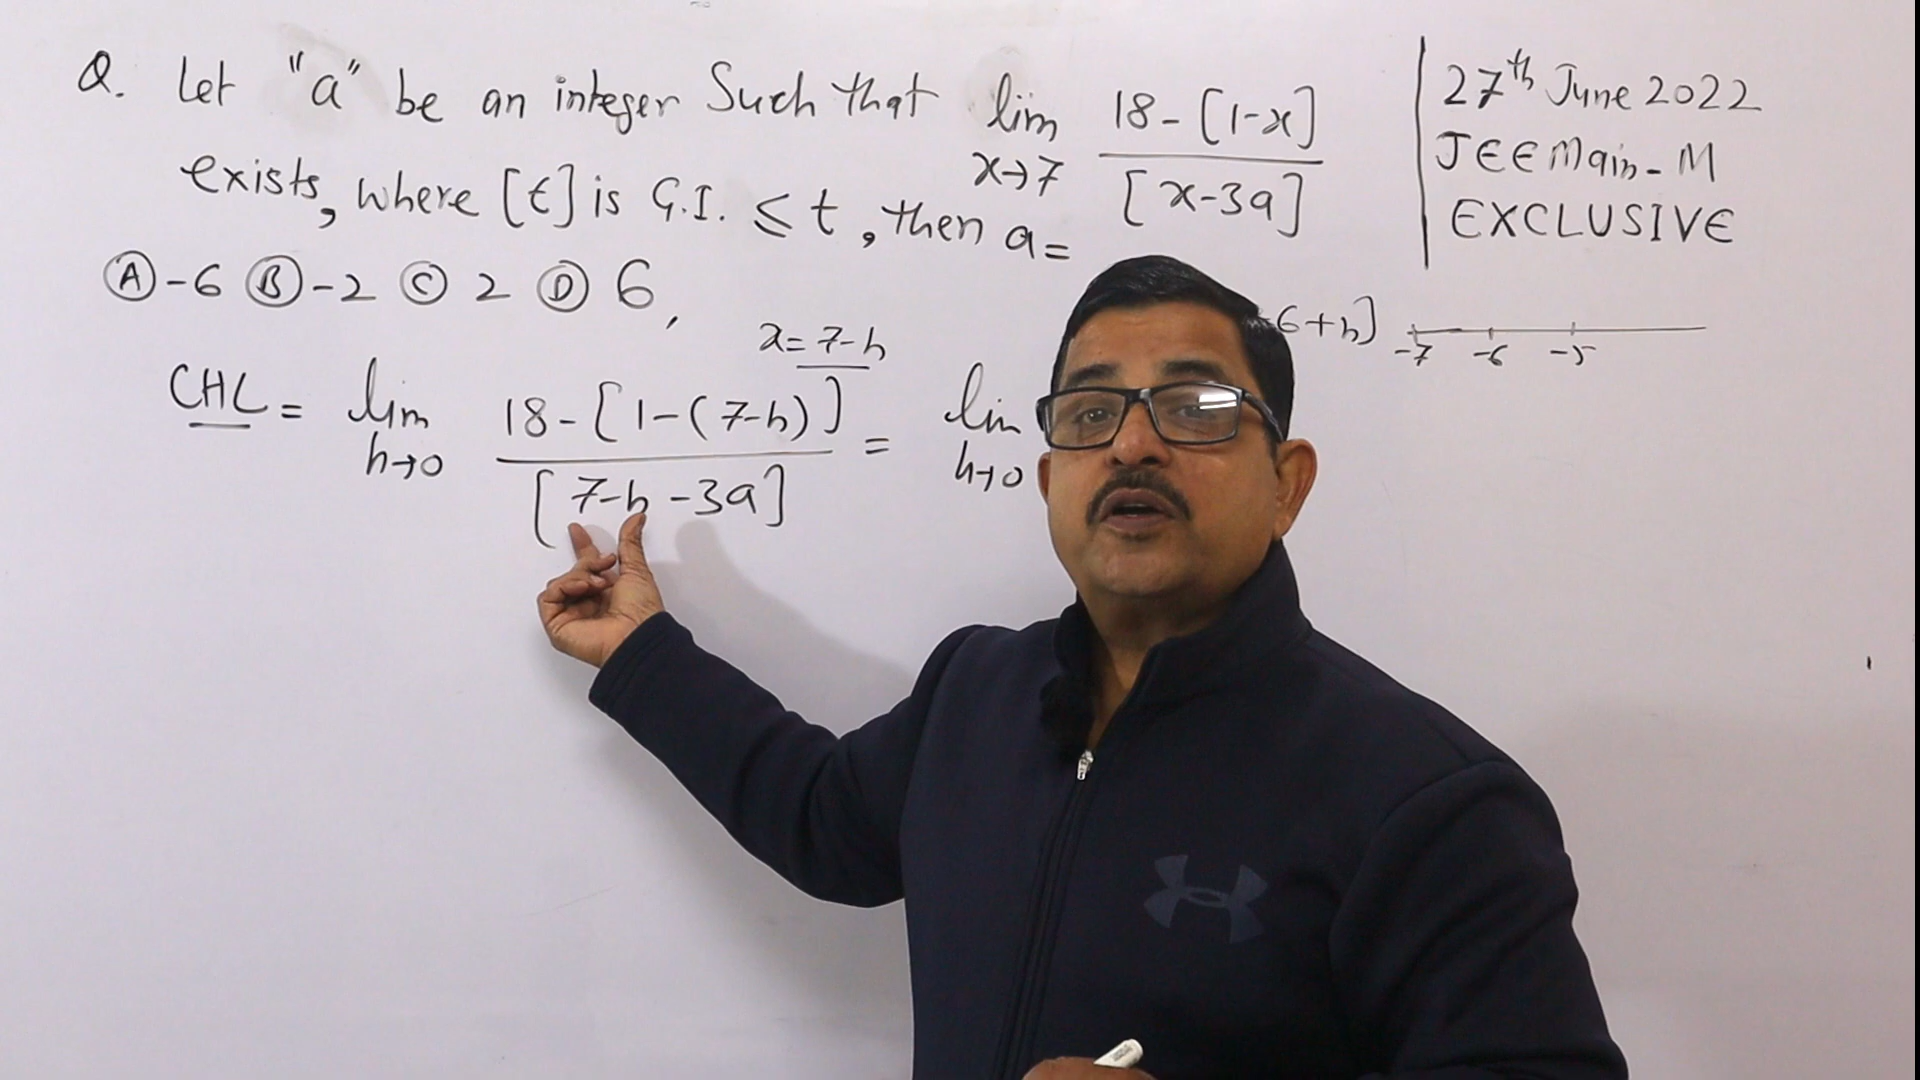 Q. Let "a" be an integer Such that lim x→7 18-[1-x] / [x-3a]
exists, where [t] is G.I. ≤ t, then a=
(A) -6 (B) -2 (C) 2 (D) 6,
27th June 2022
JEE Main-M
EXCLUSIVE
x=7-h
LHL = lim h→0 18-[1-(7-h)] / [7-h-3a] = lim h→0
-6+h]
-7 -6 -5